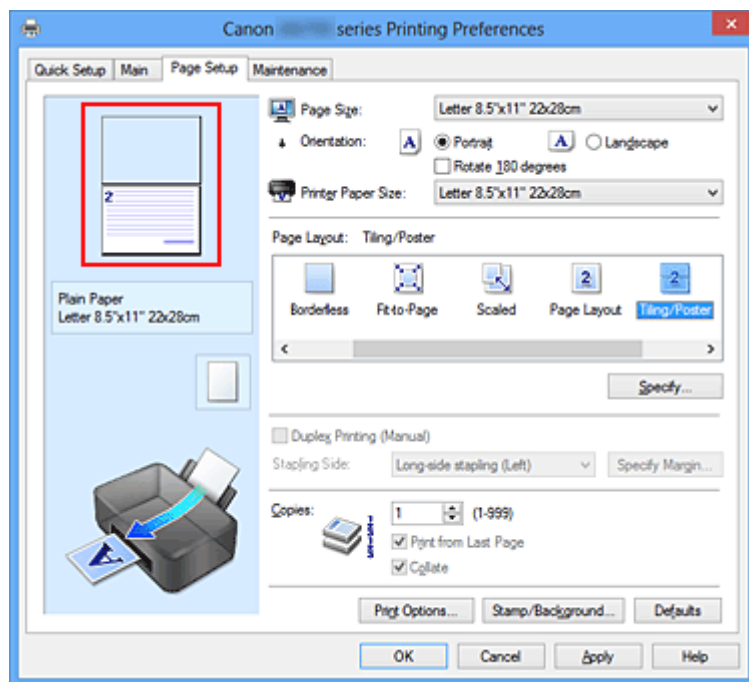 Canon series Printing Preferences
Quick Setup Main Page Setup Maintenance
Page Size: Letter 8.5"x11" 22x28cm
Orientation: A Portrait A Landscape
Rotate 180 degrees
Printer Paper Size: Letter 8.5"x11" 22x28cm
2
Page Layout: Tiling/Poster
2 2
Borderless Fit-to-Page Scaled Page Layout Tiling/Poster
Plain Paper
Letter 8.5"x11" 22x28cm
Specify...
Duplex Printing (Manual)
Stapling Side: Long-side stapling (Left) Specify Margin...
Copies: 1 (1-999)
Print from Last Page
Collate
A
Print Options... Stamp/Background... Defaults
OK Cancel Apply Help